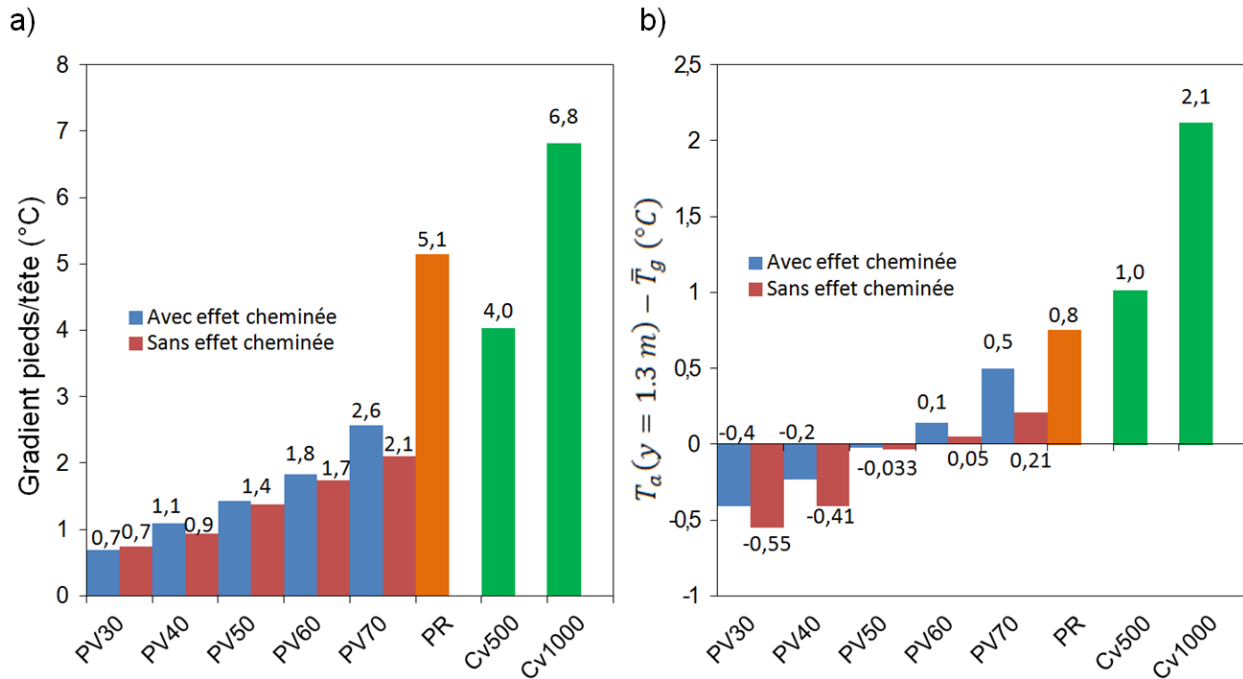 a)
Gradient pieds/tête (°C)
8
7
6
5
4
3
2
1
0
0,7
0,7
1,1
0,9
1,4
1,8
1,7
2,6
2,1
5,1
4,0
6,8
Avec effet cheminée
Sans effet cheminée
PV30
PV40
PV50
PV60
PV70
PR
Cv500
Cv1000
b)
T̄_a (y = 1.3 m) − T̄_g (°C)
2,5
2
1,5
1
0,5
0
-0,5
-1
-0,4
-0,55
-0,2
-0,41
-0,033
0,1
0,05
0,5
0,21
0,8
1,0
2,1
Avec effet cheminée
Sans effet cheminée
PV30
PV40
PV50
PV60
PV70
PR
Cv500
Cv1000